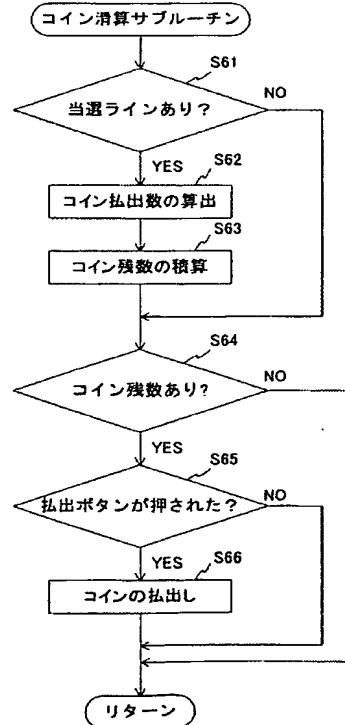 コイン清算サブルーチン
S61
当選ラインあり?
NO
YES
S62
コイン払出数の算出
S63
コイン残数の積算
S64
コイン残数あり?
NO
YES
S65
払出ボタンが押された?
NO
YES
S66
コインの払出し
リターン